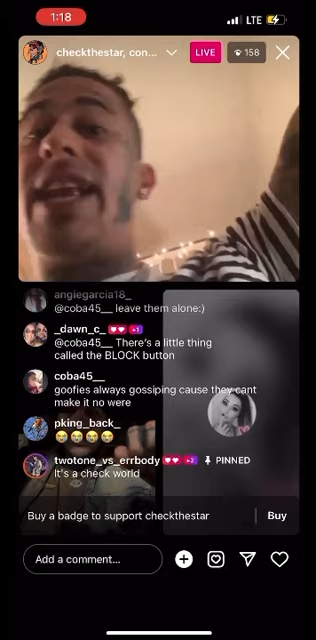 1:18
LTE
checkthestar, con...
LIVE
158
angiegarcia18_
@coba45__ leave them alone:)
_dawn_c_ +1
@coba45__ There's a little thing
called the BLOCK button
coba45__
goofies always gossiping cause they cant
make it no were
pking_back_
twotone_vs_errbody +2 PINNED
It's a check world
Buy a badge to support checkthestar
Buy
Add a comment...